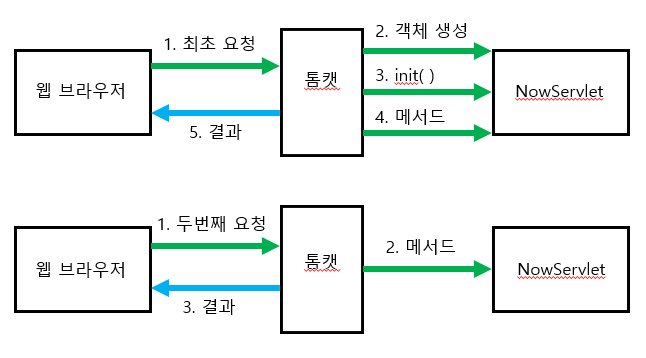 1. 최초 요청
2. 객체 생성
3. init( )
4. 메서드
5. 결과
웹 브라우저
톰캣
NowServlet
1. 두번째 요청
2. 메서드
3. 결과
웹 브라우저
톰캣
NowServlet